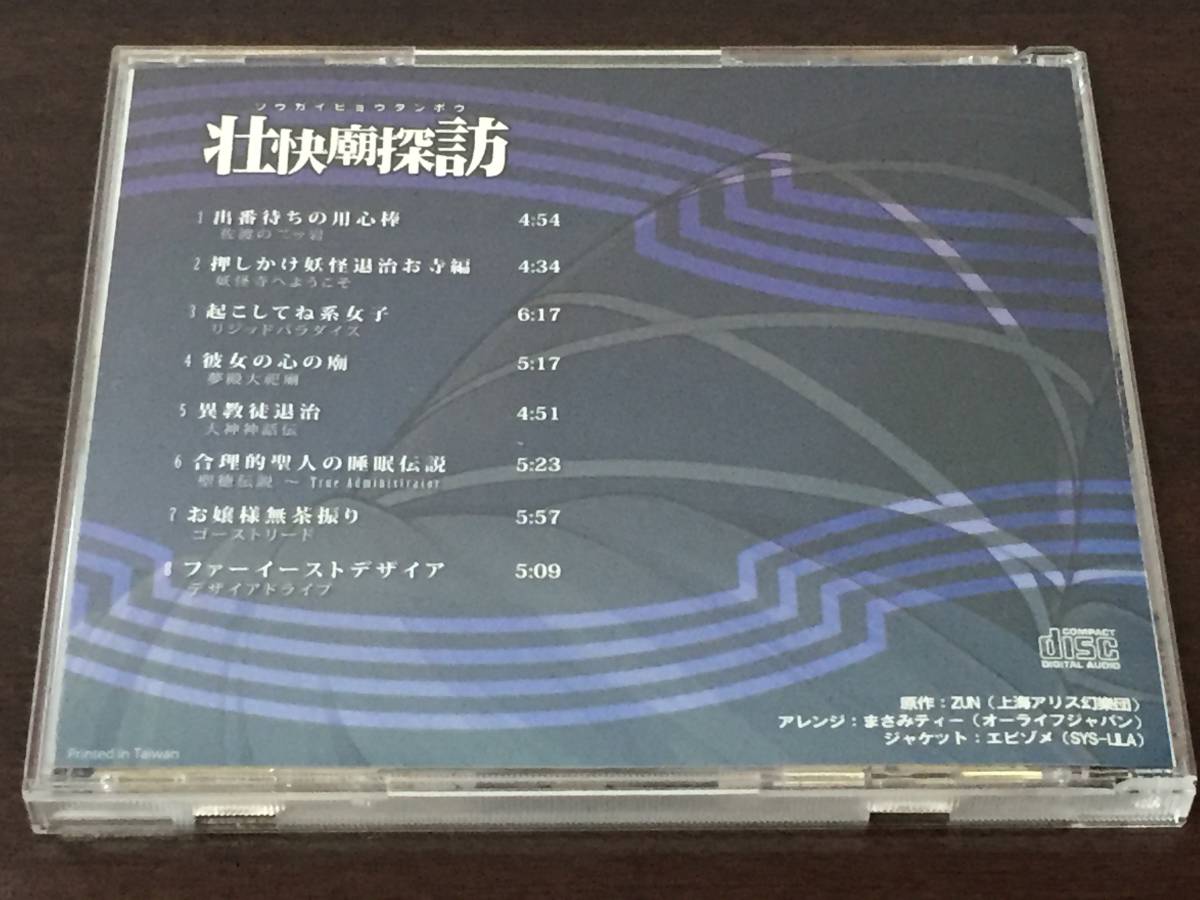 ソウカイビョウタンボウ
壮快廟探訪
1 出番待ちの用心棒 4:54
佐渡の二ッ岩
2 押しかけ妖怪退治お寺編 4:34
妖怪寺へようこそ
3 起こしてね系女子 6:17
リジッドパラダイス
4 彼女の心の廟 5:17
夢殿大祀廟
5 異教徒退治 4:51
大神神話伝
6 合理的聖人の睡眠伝説 5:23
聖徳伝説 ～ True Administrator
7 お嬢様無茶振り 5:57
ゴーストリード
8 ファーイーストデザイア 5:09
デザイアドライブ
COMPACT
disc
DIGITAL AUDIO
原作：ZUN（上海アリス幻樂団）
アレンジ：まさみティー（オーライフジャパン）
ジャケット：エビゾメ（SYS-LILA）
Printed in Taiwan